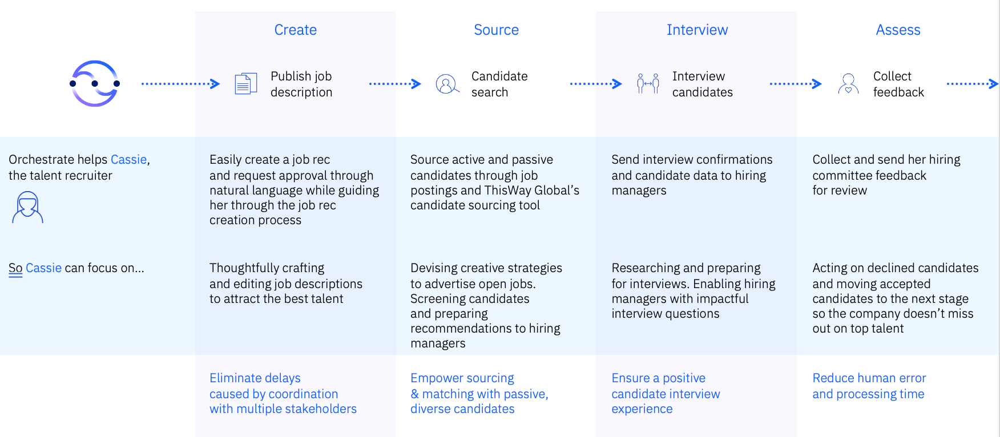 Create
Source
Interview
Assess
Publish job
description
Candidate
search
Interview
candidates
Collect
feedback
Orchestrate helps Cassie,
the talent recruiter
Easily create a job rec
and request approval through
natural language while guiding
her through the job rec
creation process
Source active and passive
candidates through job
postings and ThisWay Global’s
candidate sourcing tool
Send interview confirmations
and candidate data to hiring
managers
Collect and send her hiring
committee feedback
for review
So Cassie can focus on...
Thoughtfully crafting
and editing job descriptions
to attract the best talent
Devising creative strategies
to advertise open jobs.
Screening candidates
and preparing
recommendations to hiring
managers
Researching and preparing
for interviews. Enabling hiring
managers with impactful
interview questions
Acting on declined candidates
and moving accepted
candidates to the next stage
so the company doesn’t miss
out on top talent
Eliminate delays
caused by coordination
with multiple stakeholders
Empower sourcing
& matching with passive,
diverse candidates
Ensure a positive
candidate interview
experience
Reduce human error
and processing time